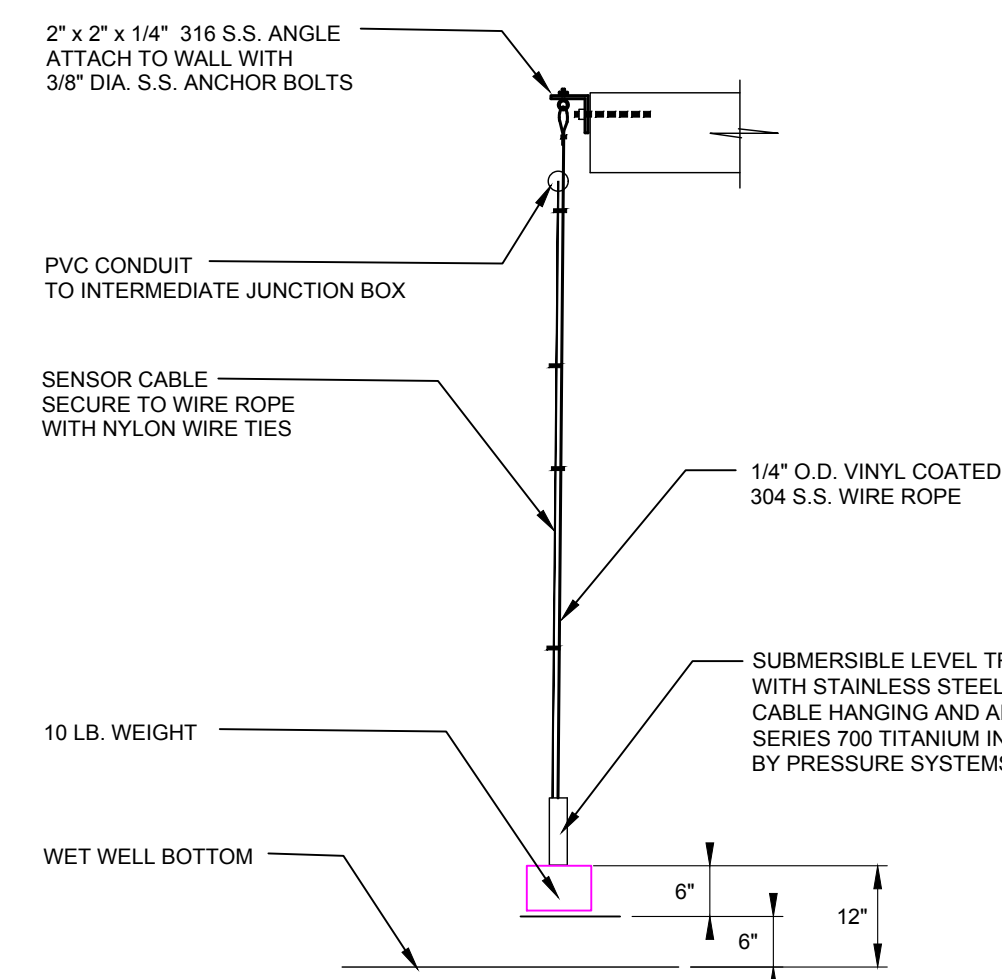 2" x 2" x 1/4" 316 S.S. ANGLE
ATTACH TO WALL WITH
3/8" DIA. S.S. ANCHOR BOLTS
PVC CONDUIT
TO INTERMEDIATE JUNCTION BOX
SENSOR CABLE
SECURE TO WIRE ROPE
WITH NYLON WIRE TIES
1/4" O.D. VINYL COATED
304 S.S. WIRE ROPE
SUBMERSIBLE LEVEL
WITH STAINLESS STEEL
CABLE HANGING AND
SERIES 700 TITANIUM
BY PRESSURE SYSTEMS
10 LB. WEIGHT
WET WELL BOTTOM
6"
12"
6"